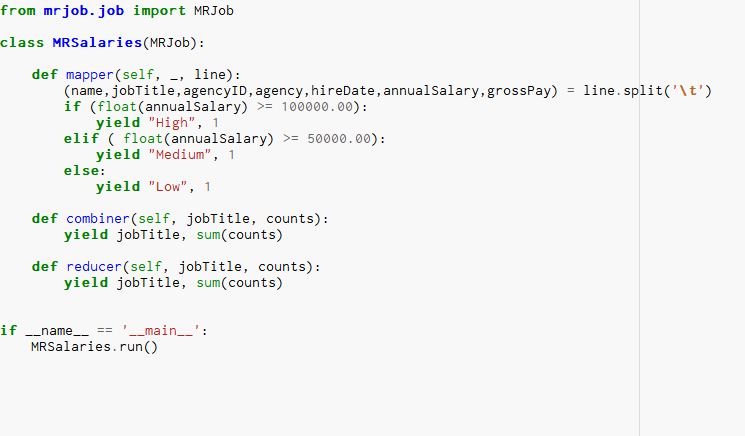 from mrjob.job import MRJob
class MRSalaries(MRJob):
def mapper(self, _, line):
(name,jobTitle,agencyID,agency,hireDate,annualSalary,grossPay) = line.split('\t')
if (float(annualSalary) >= 100000.00):
yield "High", 1
elif ( float(annualSalary) >= 50000.00):
yield "Medium", 1
else:
yield "Low", 1
def combiner(self, jobTitle, counts):
yield jobTitle, sum(counts)
def reducer(self, jobTitle, counts):
yield jobTitle, sum(counts)
if __name__ == '__main__':
MRSalaries.run()